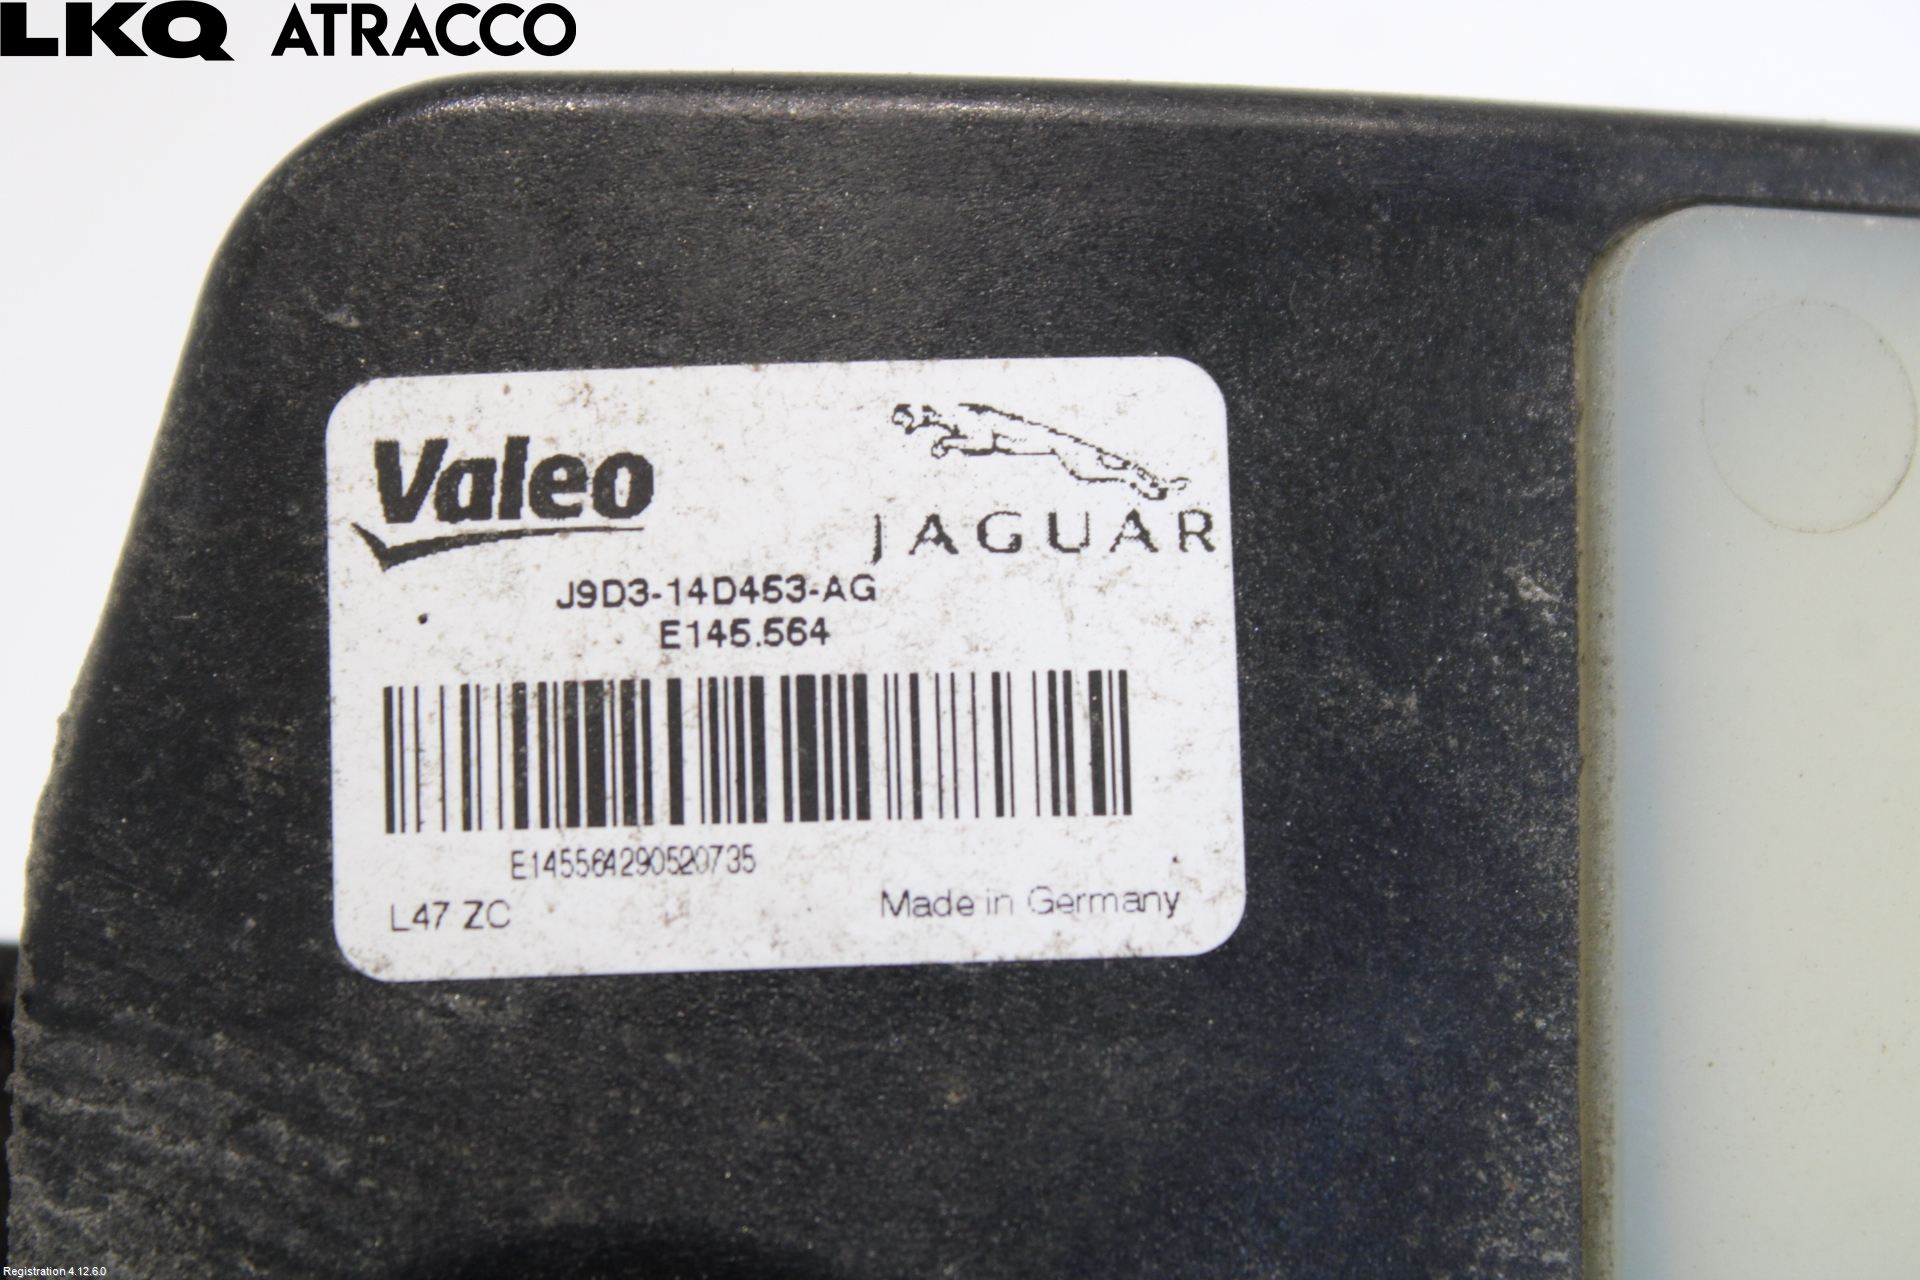 LKQ ATRACCO
Valeo
JAGUAR
J9D3-14D453-AG
E145.564
E145564290520735
L47 ZC
Made in Germany
Registration 4.12.6.0